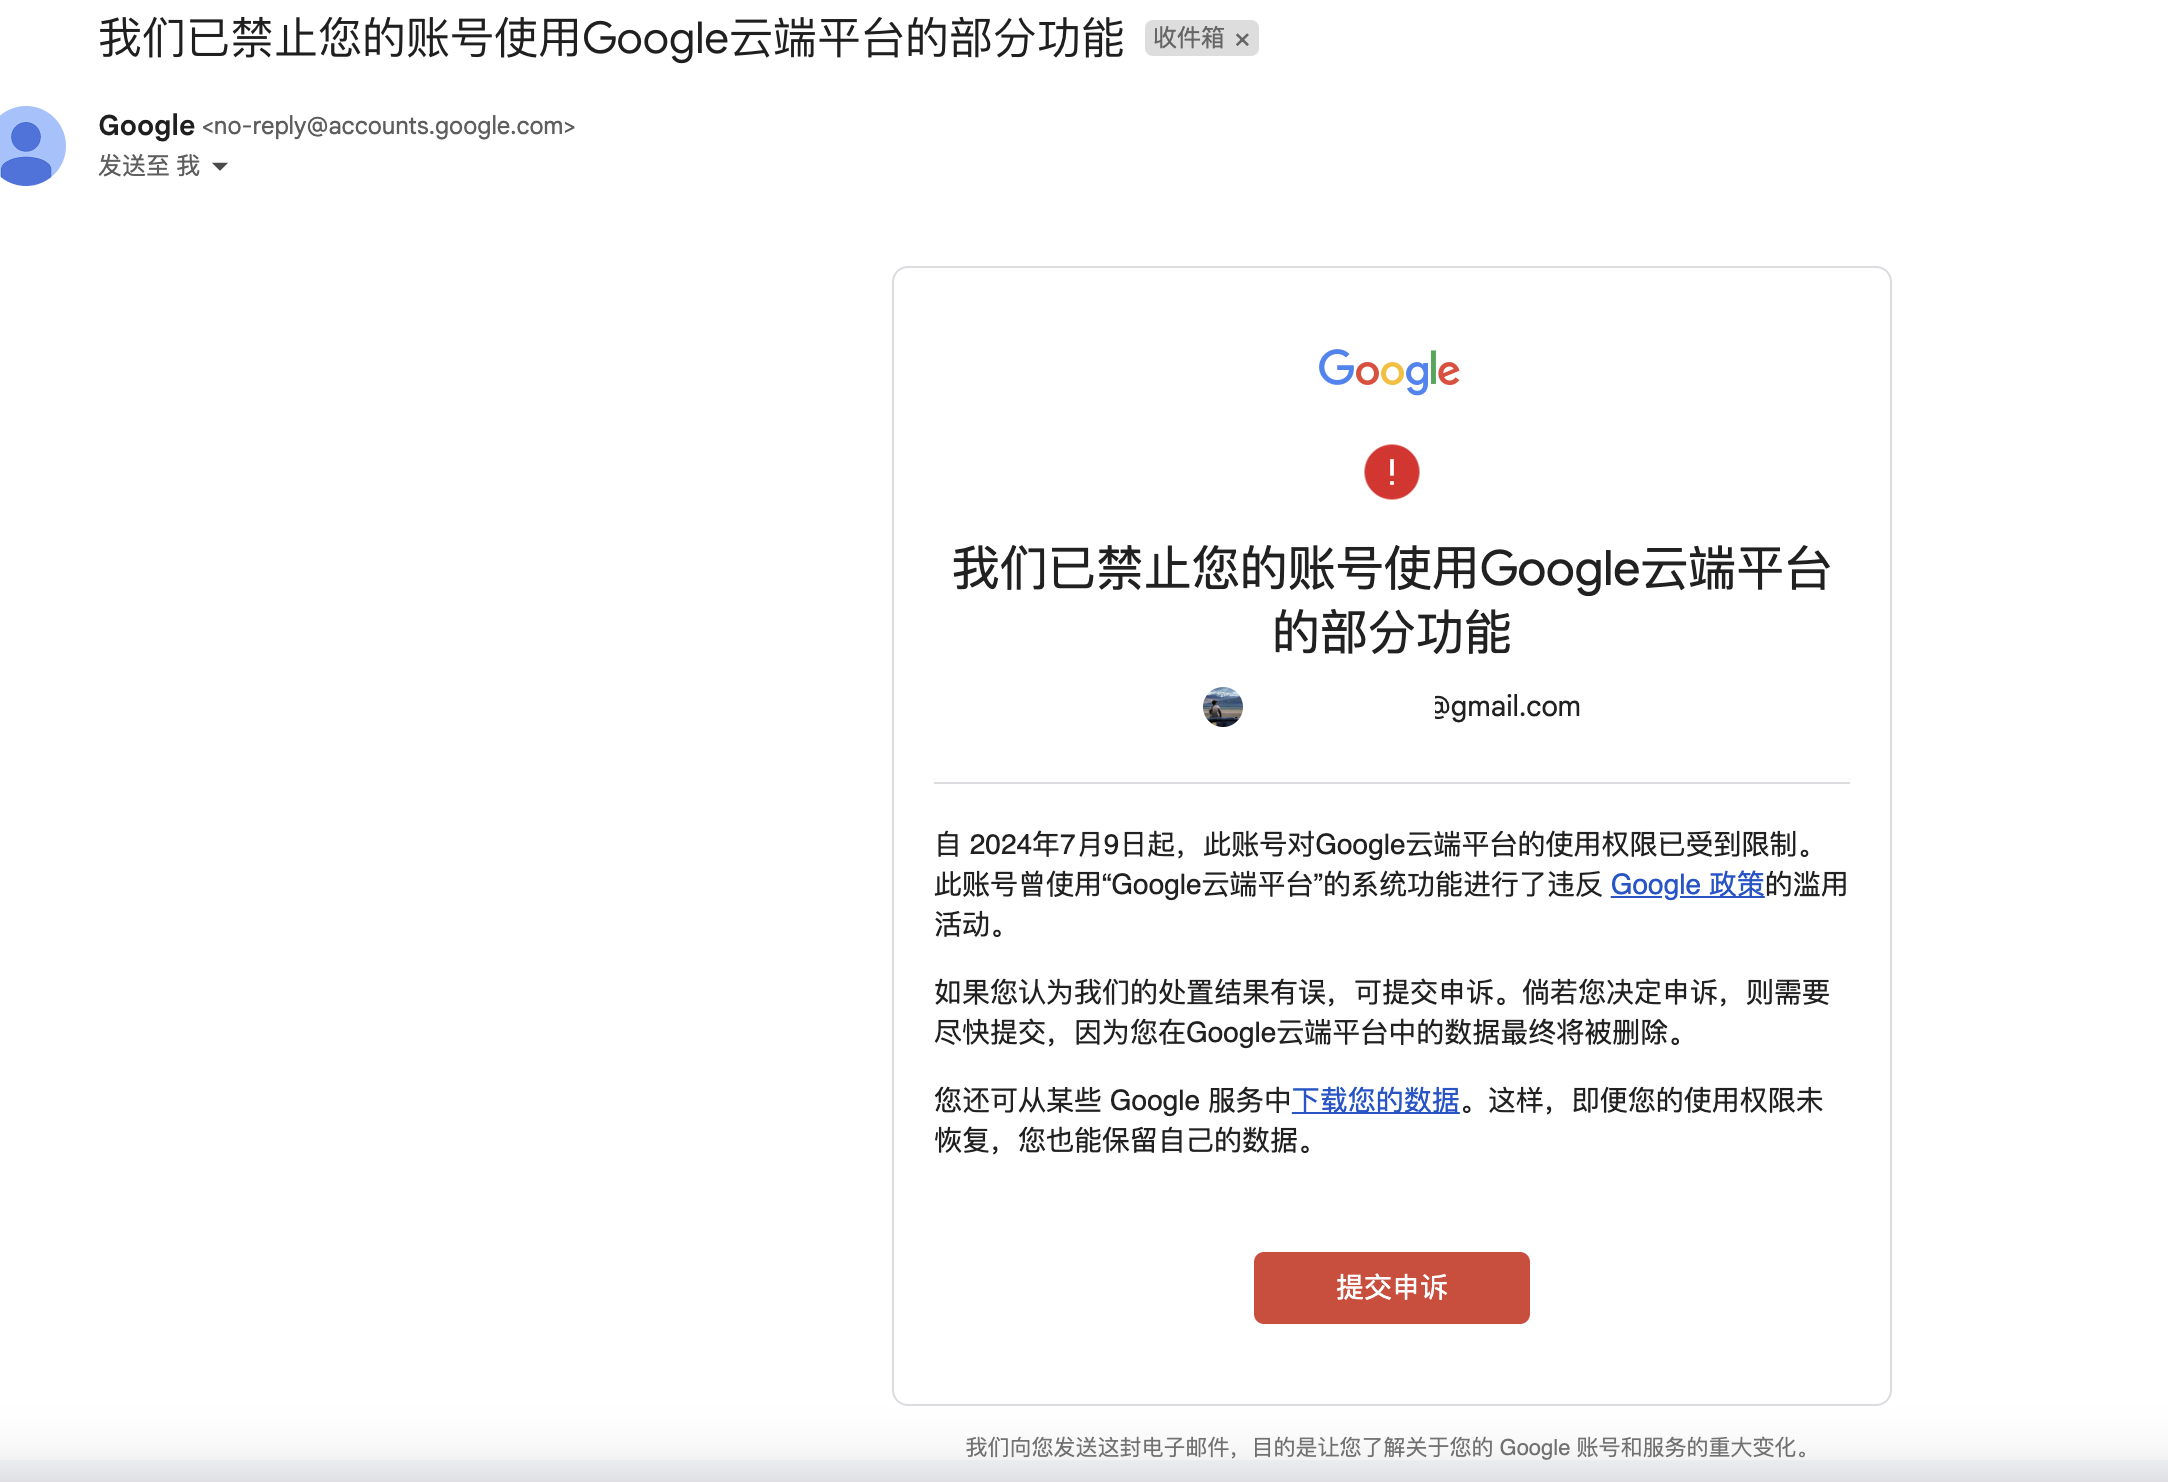 我们已禁止您的账号使用Google云端平台的部分功能 收件箱 ×
Google <no-reply@accounts.google.com>
发送至 我
Google
!
我们已禁止您的账号使用Google云端平台
的部分功能
@gmail.com
自 2024年7月9日起，此账号对Google云端平台的使用权限已受到限制。
此账号曾使用“Google云端平台”的系统功能进行了违反 Google 政策的滥用
活动。
如果您认为我们的处置结果有误，可提交申诉。倘若您决定申诉，则需要
尽快提交，因为您在Google云端平台中的数据最终将被删除。
您还可从某些 Google 服务中下载您的数据。这样，即便您的使用权限未
恢复，您也能保留自己的数据。
提交申诉
我们向您发送这封电子邮件，目的是让您了解关于您的 Google 账号和服务的重大变化。